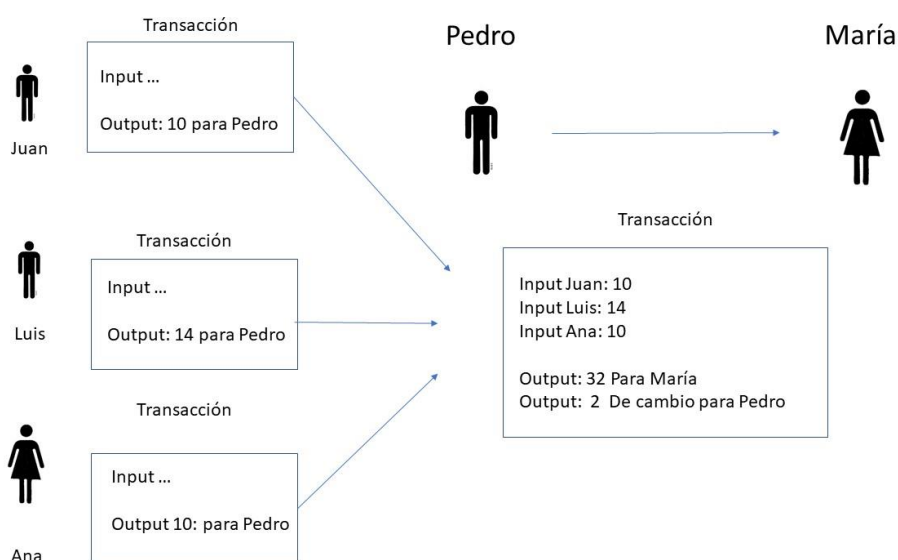 Transacción
Input ...
Output: 10 para Pedro
Juan
Transacción
Input ...
Output: 14 para Pedro
Luis
Transacción
Input ...
Output 10: para Pedro
Ana
Pedro
María
Transacción
Input Juan: 10
Input Luis: 14
Input Ana: 10
Output: 32 Para María
Output: 2 De cambio para Pedro